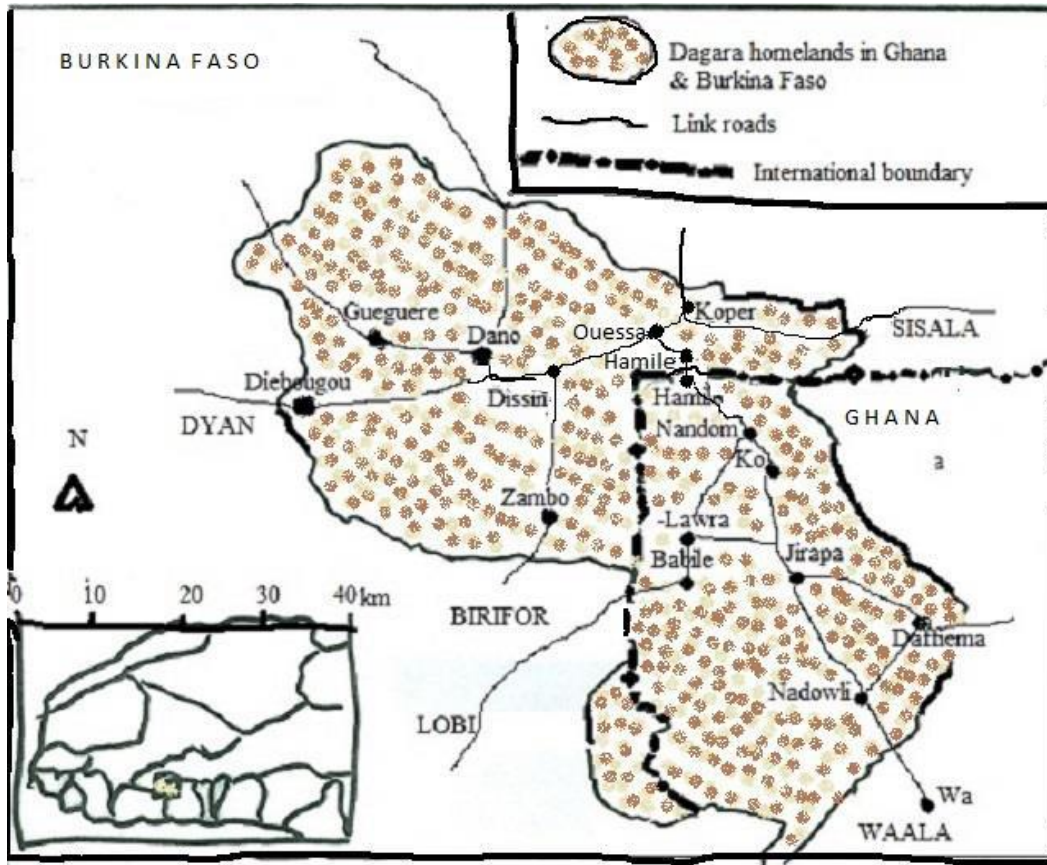 BURKINA FASO
Dagara homelands in Ghana
& Burkina Faso
Link roads
International boundary
Koper
Gueguere
Ouessa
SISALA
Dano
Hamile
Diebougou
Dissin
Hamile
GHANA
DYAN
Nandom
N
Ko
a
Zambo
-Lawra
Babile
Jirapa
0 10 20 30 40 km
BIRIFOR
Daffiema
Nadowli
LOBI
Wa
WAALA